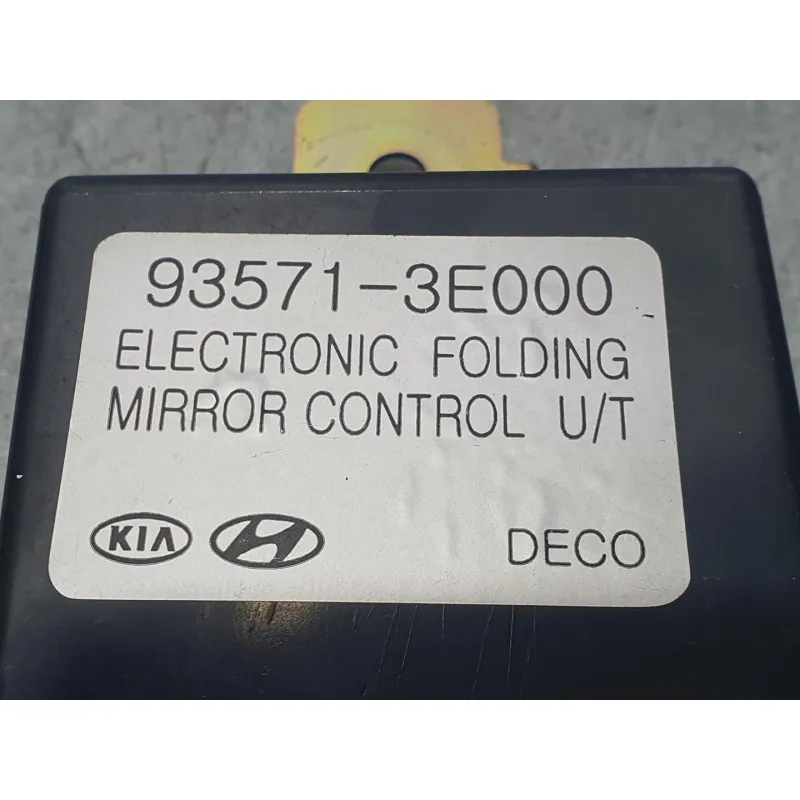 93571-3E000
ELECTRONIC FOLDING
MIRROR CONTROL U/T
KIA DECO